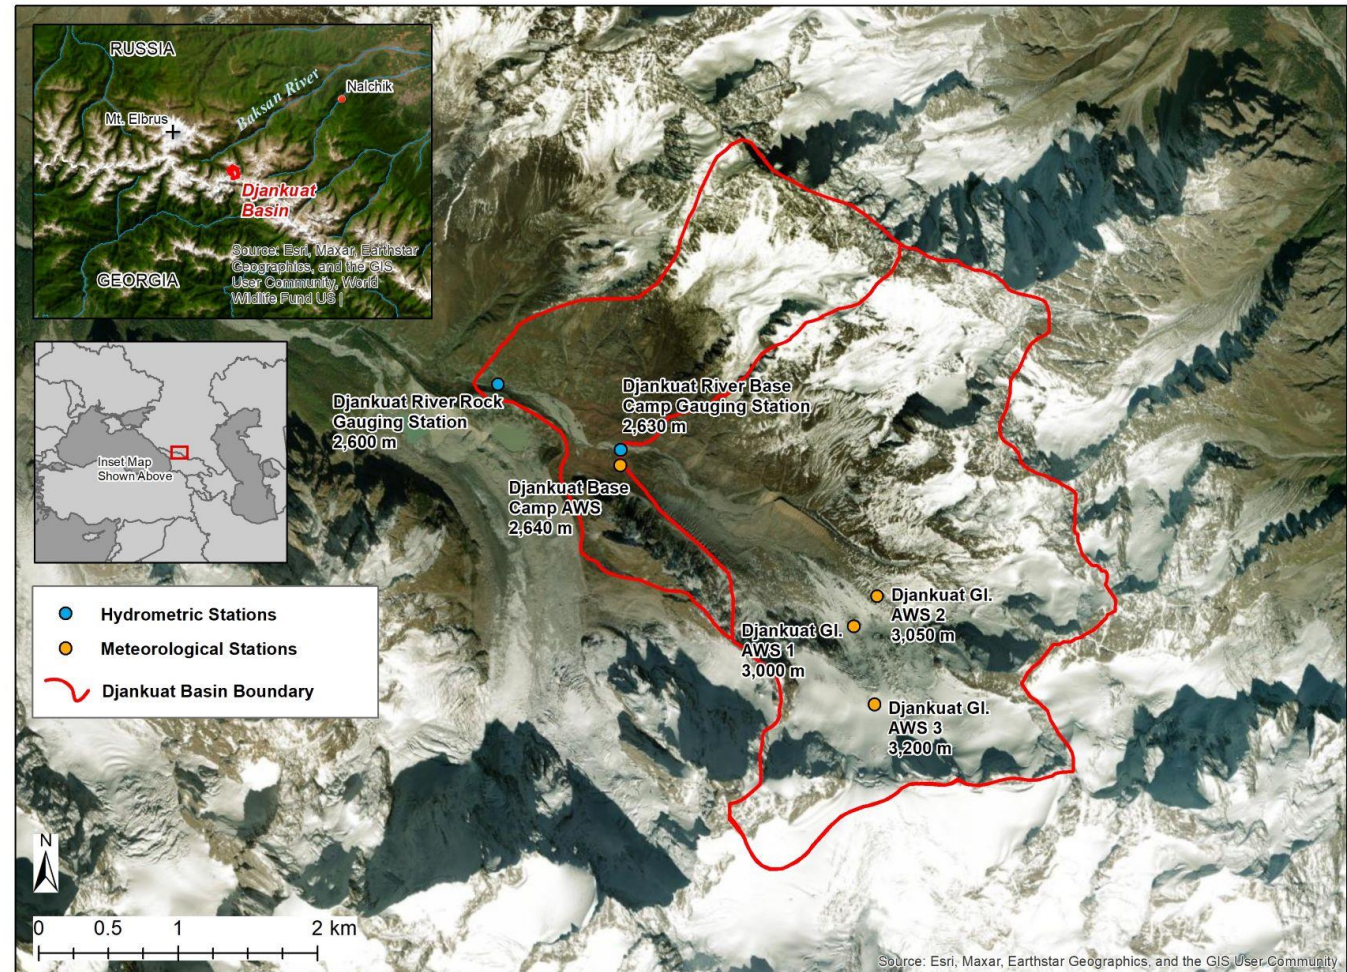 RUSSIA
Baksan River
Nalchik
Mt. Elbrus
Djankuat
Basin
GEORGIA
Source: Esri, Maxar, Earthstar
Geographics, and the GIS
User Community, World
Wildlife Fund US |
Inset Map
Shown Above
Hydrometric Stations
Meteorological Stations
Djankuat Basin Boundary
Djankuat River Rock
Gauging Station
2,600 m
Djankuat River Base
Camp Gauging Station
2,630 m
Djankuat Base
Camp AWS
2,640 m
Djankuat Gl.
AWS 2
3,050 m
Djankuat Gl.
AWS 1
3,000 m
Djankuat Gl.
AWS 3
3,200 m
N
0 0.5 1 2 km
Source: Esri, Maxar, Earthstar Geographics, and the GIS User Community